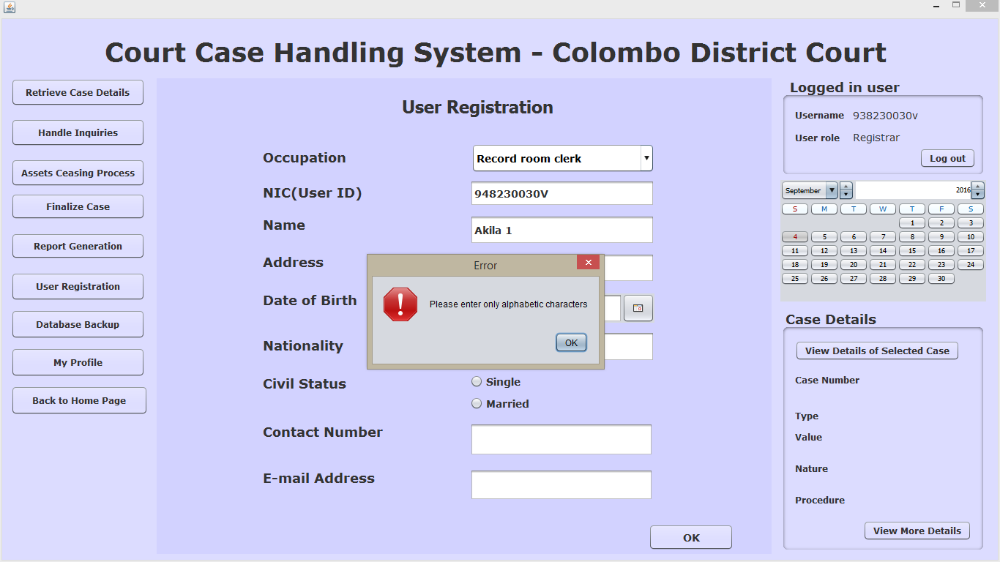 Court Case Handling System - Colombo District Court
Retrieve Case Details
Handle Inquiries
Assets Ceasing Process
Finalize Case
Report Generation
User Registration
Database Backup
My Profile
Back to Home Page
User Registration
Occupation
Record room clerk
NIC(User ID)
948230030V
Name
Akila 1
Address
Date of Birth
Nationality
Civil Status
Single
Married
Contact Number
E-mail Address
OK
Error
Please enter only alphabetic characters
OK
Logged in user
Username 938230030v
User role Registrar
Log out
September 2016
S M T W T F S
1 2 3
4 5 6 7 8 9 10
11 12 13 14 15 16 17
18 19 20 21 22 23 24
25 26 27 28 29 30
Case Details
View Details of Selected Case
Case Number
Type
Value
Nature
Procedure
View More Details